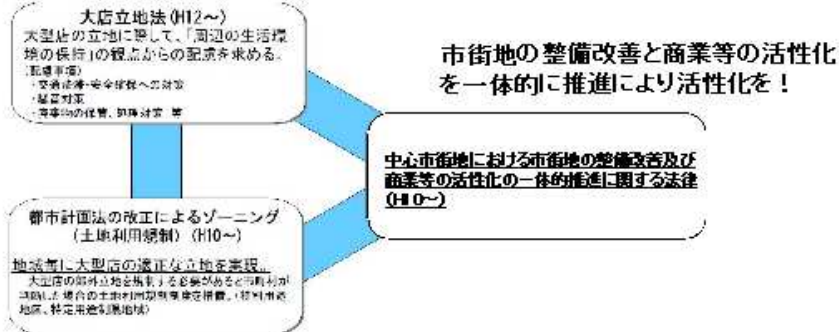 大店立地法(H12～)
大型店の立地に際して、「周辺の生活環
境の保持」の観点からの配慮を求める。
(配慮事項)
・交通渋滞・安全確保への対策
・騒音対策
・廃棄物の保管、処理対策　等
市街地の整備改善と商業等の活性化
を一体的に推進により活性化を！
中心市街地における市街地の整備改善及び
商業等の活性化の一体的推進に関する法律
(H10～)
都市計画法の改正によるゾーニング
(土地利用規制) (H10～)
地域毎に大型店の適正な立地を実現。
大型店の郊外立地を規制する必要があると市町村が
判断した場合の土地利用規制制度を措置。(特別用途
地区、特定用途制限地域)